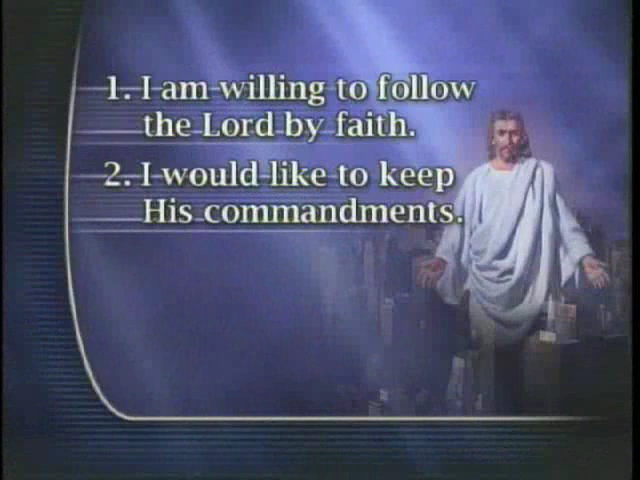 1. I am willing to follow
the Lord by faith.
2. I would like to keep
His commandments.